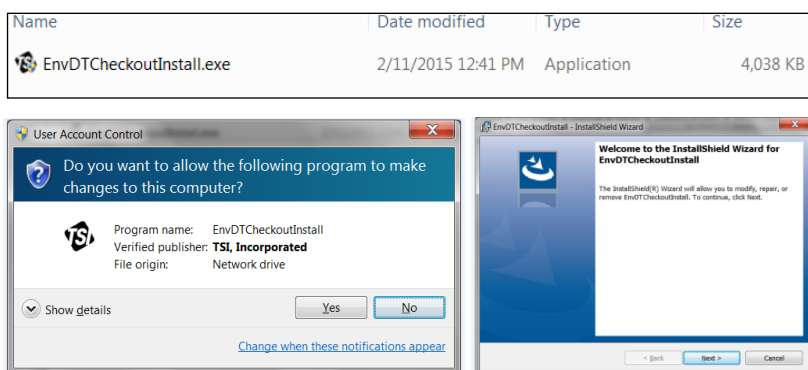 Name Date modified Type Size
EnvDTCheckoutInstall.exe 2/11/2015 12:41 PM Application 4,038 KB
User Account Control
Do you want to allow the following program to make
changes to this computer?
TSI
Program name: EnvDTCheckoutInstall
Verified publisher: TSI, Incorporated
File origin: Network drive
Show details
Yes No
Change when these notifications appear
EnvDTCheckoutInstall - InstallShield Wizard
Welcome to the InstallShield Wizard for
EnvDTCheckoutInstall
The InstallShield(R) Wizard will allow you to modify, repair, or
remove EnvDTCheckoutInstall. To continue, click Next.
< Back Next > Cancel